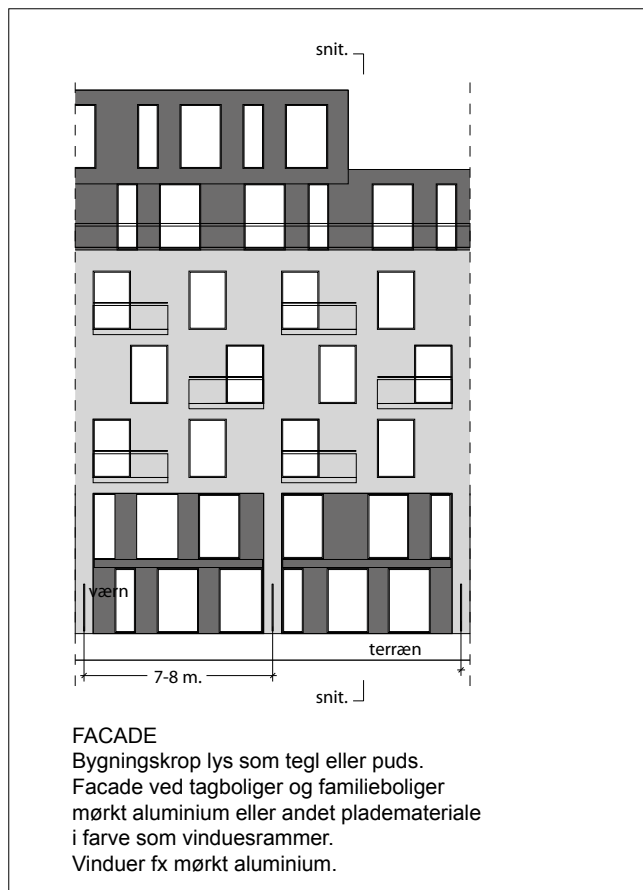 snit.
værn
terræn
7-8 m.
snit.
FACADE
Bygningskrop lys som tegl eller puds.
Facade ved tagboliger og familieboliger
mørkt aluminium eller andet plademateriale
i farve som vinduesrammer.
Vinduer fx mørkt aluminium.